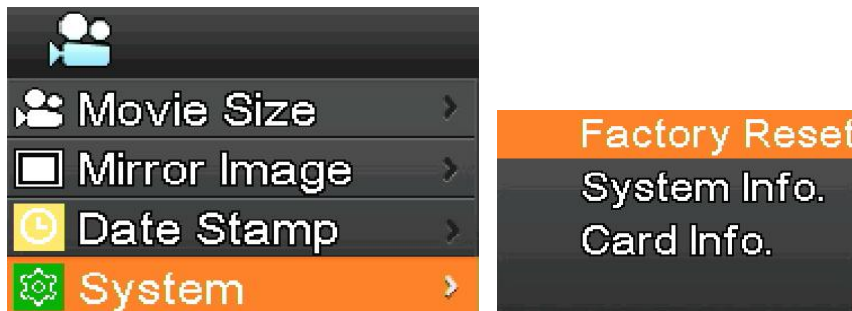 Movie Size
Mirror Image
Date Stamp
System
Factory Reset
System Info.
Card Info.